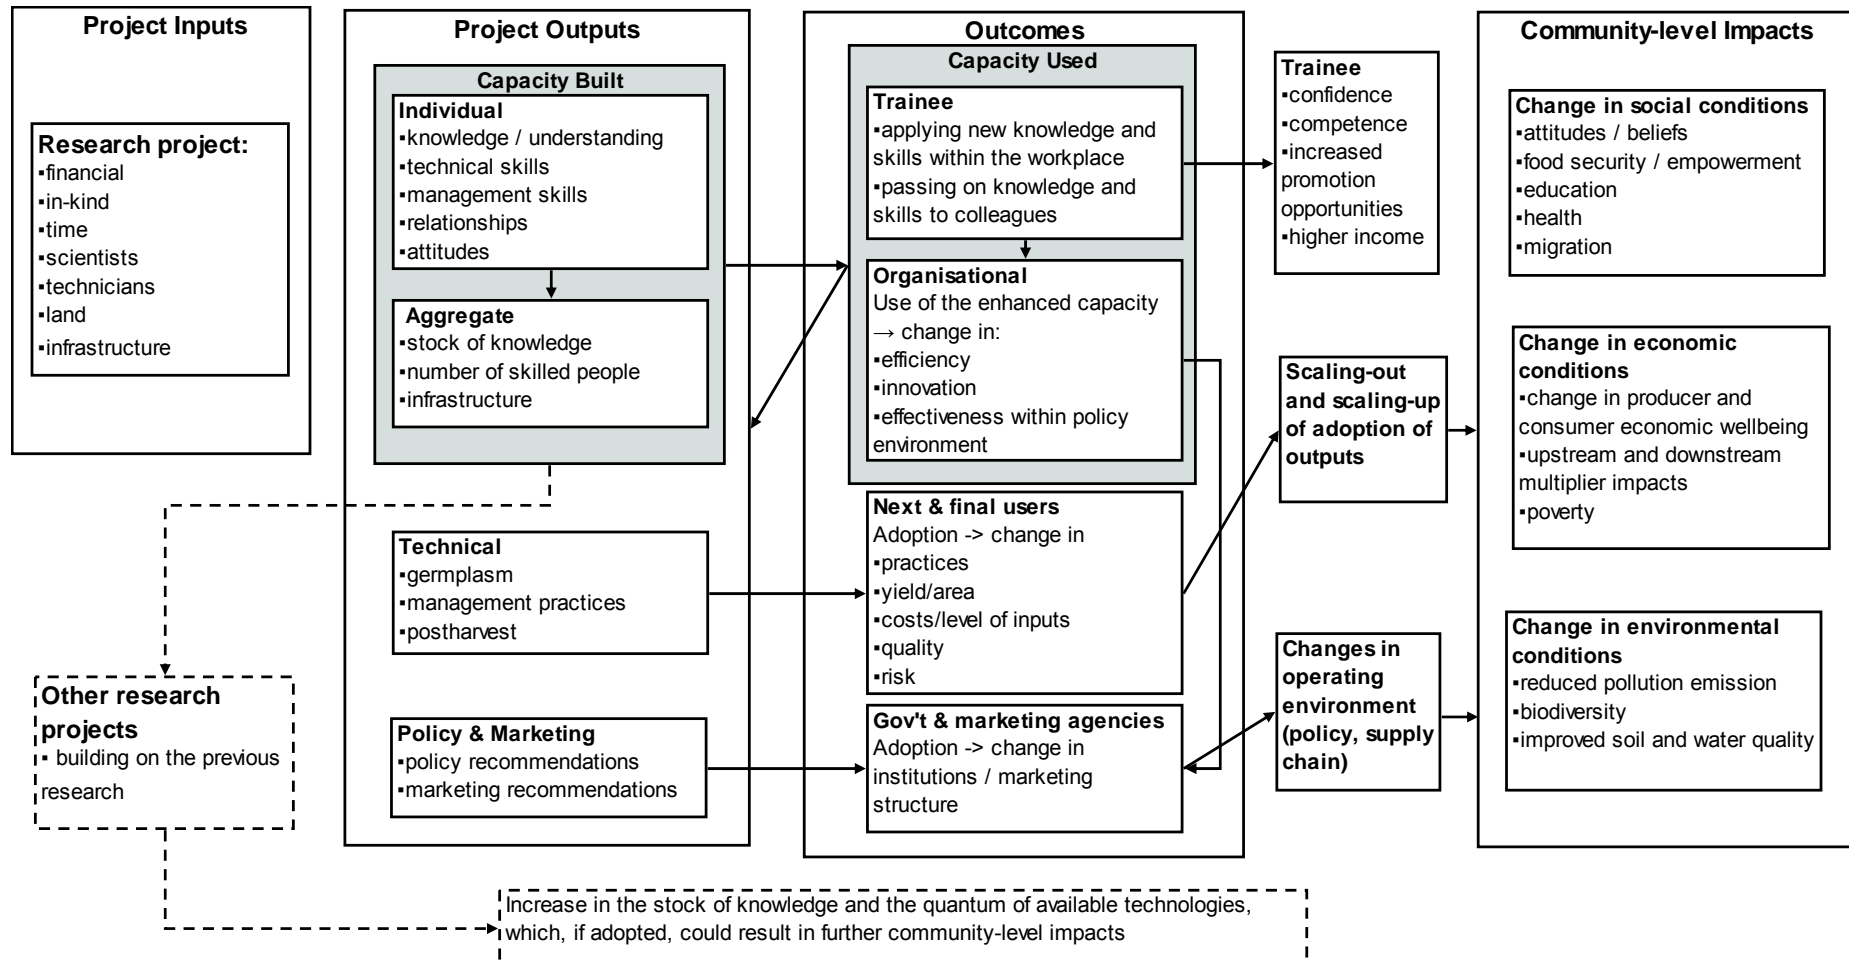 Project Inputs
Research project:
▪financial
▪in-kind
▪time
▪scientists
▪technicians
▪land
▪infrastructure
Other research
projects
▪ building on the previous
research
Project Outputs
Capacity Built
Individual
▪knowledge / understanding
▪technical skills
▪management skills
▪relationships
▪attitudes
Aggregate
▪stock of knowledge
▪number of skilled people
▪infrastructure
Technical
▪germplasm
▪management practices
▪postharvest
Policy & Marketing
▪policy recommendations
▪marketing recommendations
Outcomes
Capacity Used
Trainee
▪applying new knowledge and
skills within the workplace
▪passing on knowledge and
skills to colleagues
Organisational
Use of the enhanced capacity
→ change in:
▪efficiency
▪innovation
▪effectiveness within policy
environment
Next & final users
Adoption -> change in
▪practices
▪yield/area
▪costs/level of inputs
▪quality
▪risk
Gov't & marketing agencies
Adoption -> change in
institutions / marketing
structure
Trainee
▪confidence
▪competence
▪increased
promotion
opportunities
▪higher income
Scaling-out
and scaling-up
of adoption of
outputs
Changes in
operating
environment
(policy, supply
chain)
Community-level Impacts
Change in social conditions
▪attitudes / beliefs
▪food security / empowerment
▪education
▪health
▪migration
Change in economic
conditions
▪change in producer and
consumer economic wellbeing
▪upstream and downstream
multiplier impacts
▪poverty
Change in environmental
conditions
▪reduced pollution emission
▪biodiversity
▪improved soil and water quality
Increase in the stock of knowledge and the quantum of available technologies,
which, if adopted, could result in further community-level impacts